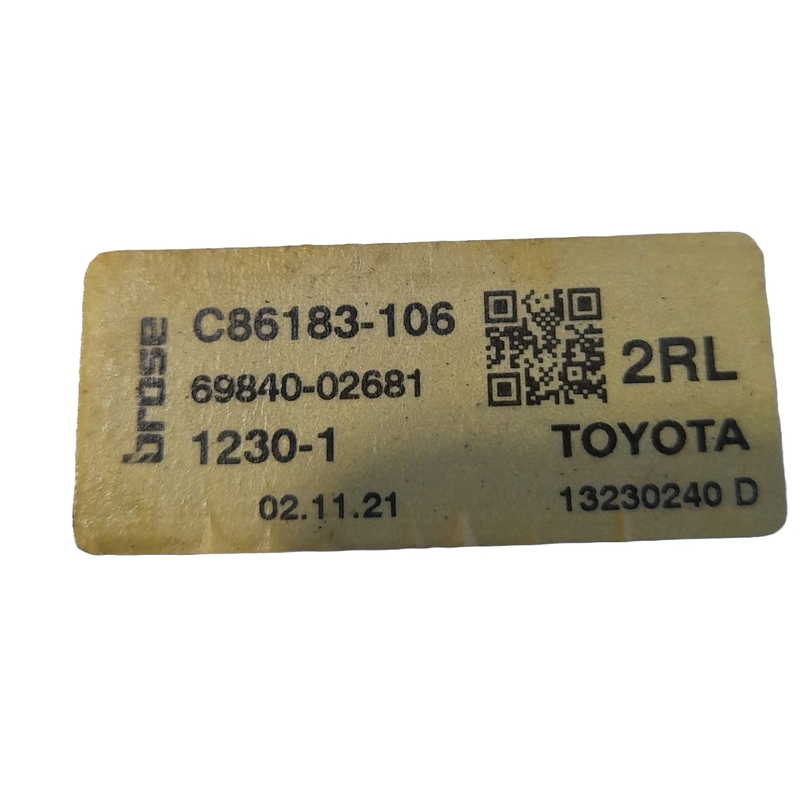 brose
C86183-106
69840-02681
1230-1
02.11.21
2RL
TOYOTA
13230240 D